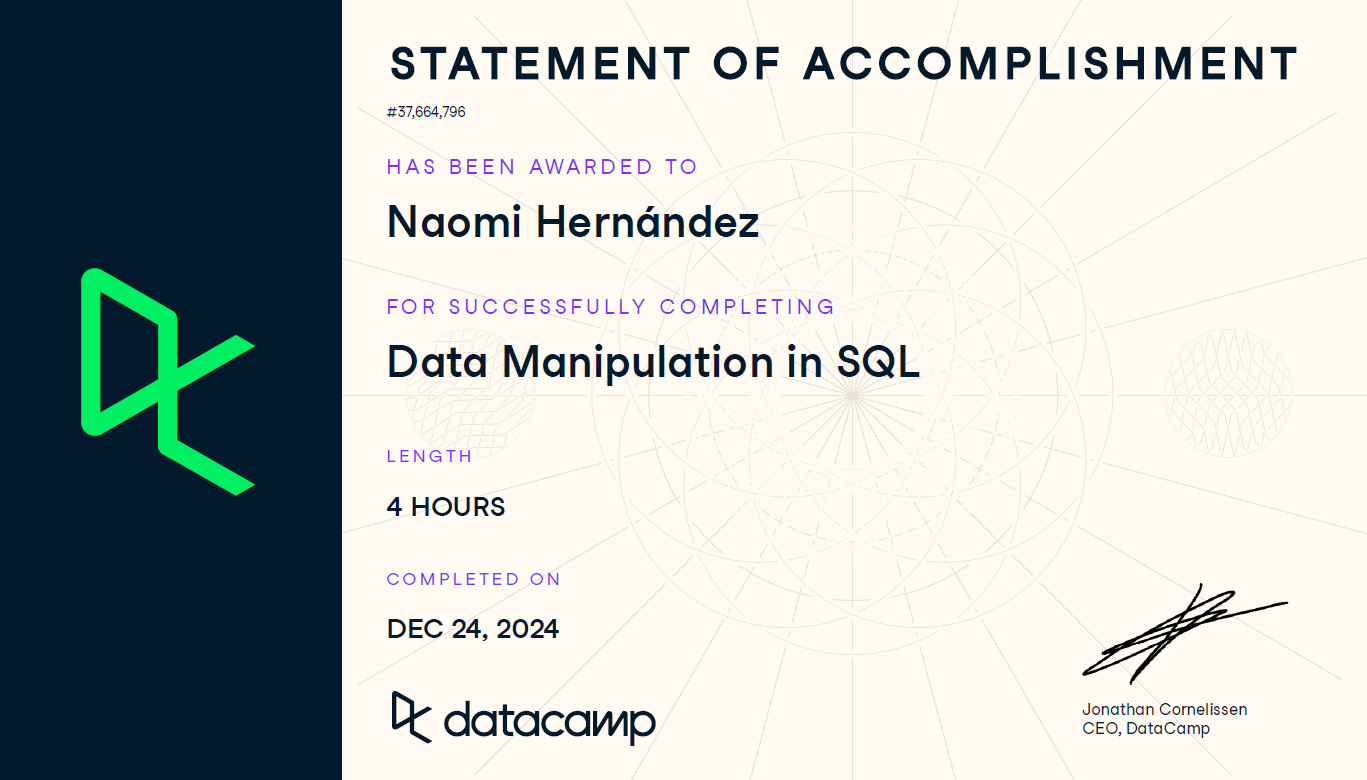 STATEMENT OF ACCOMPLISHMENT
#37,664,796
HAS BEEN AWARDED TO
Naomi Hernández
FOR SUCCESSFULLY COMPLETING
Data Manipulation in SQL
LENGTH
4 HOURS
COMPLETED ON
DEC 24, 2024
datacamp
Jonathan Cornelissen
CEO, DataCamp